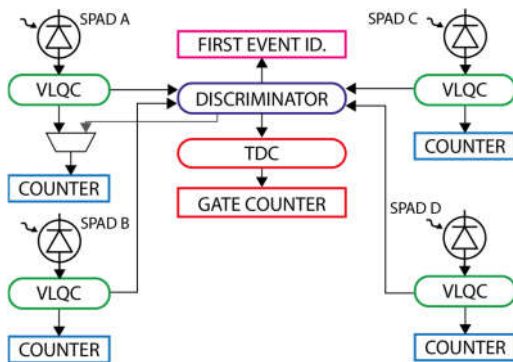 SPAD A
VLQC
COUNTER
SPAD B
VLQC
COUNTER
FIRST EVENT ID.
DISCRIMINATOR
TDC
GATE COUNTER
SPAD C
VLQC
COUNTER
SPAD D
VLQC
COUNTER